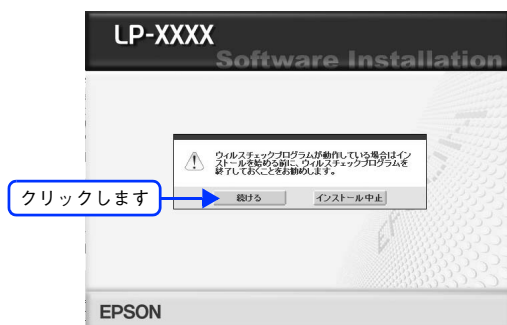 LP-XXXX
Software Installation
ウィルスチェックプログラムが動作している場合はイン
ストールを始める前に、ウィルスチェックプログラムを
終了しておくことをお勧めします。
クリックします
続ける
インストール中止
EPSON